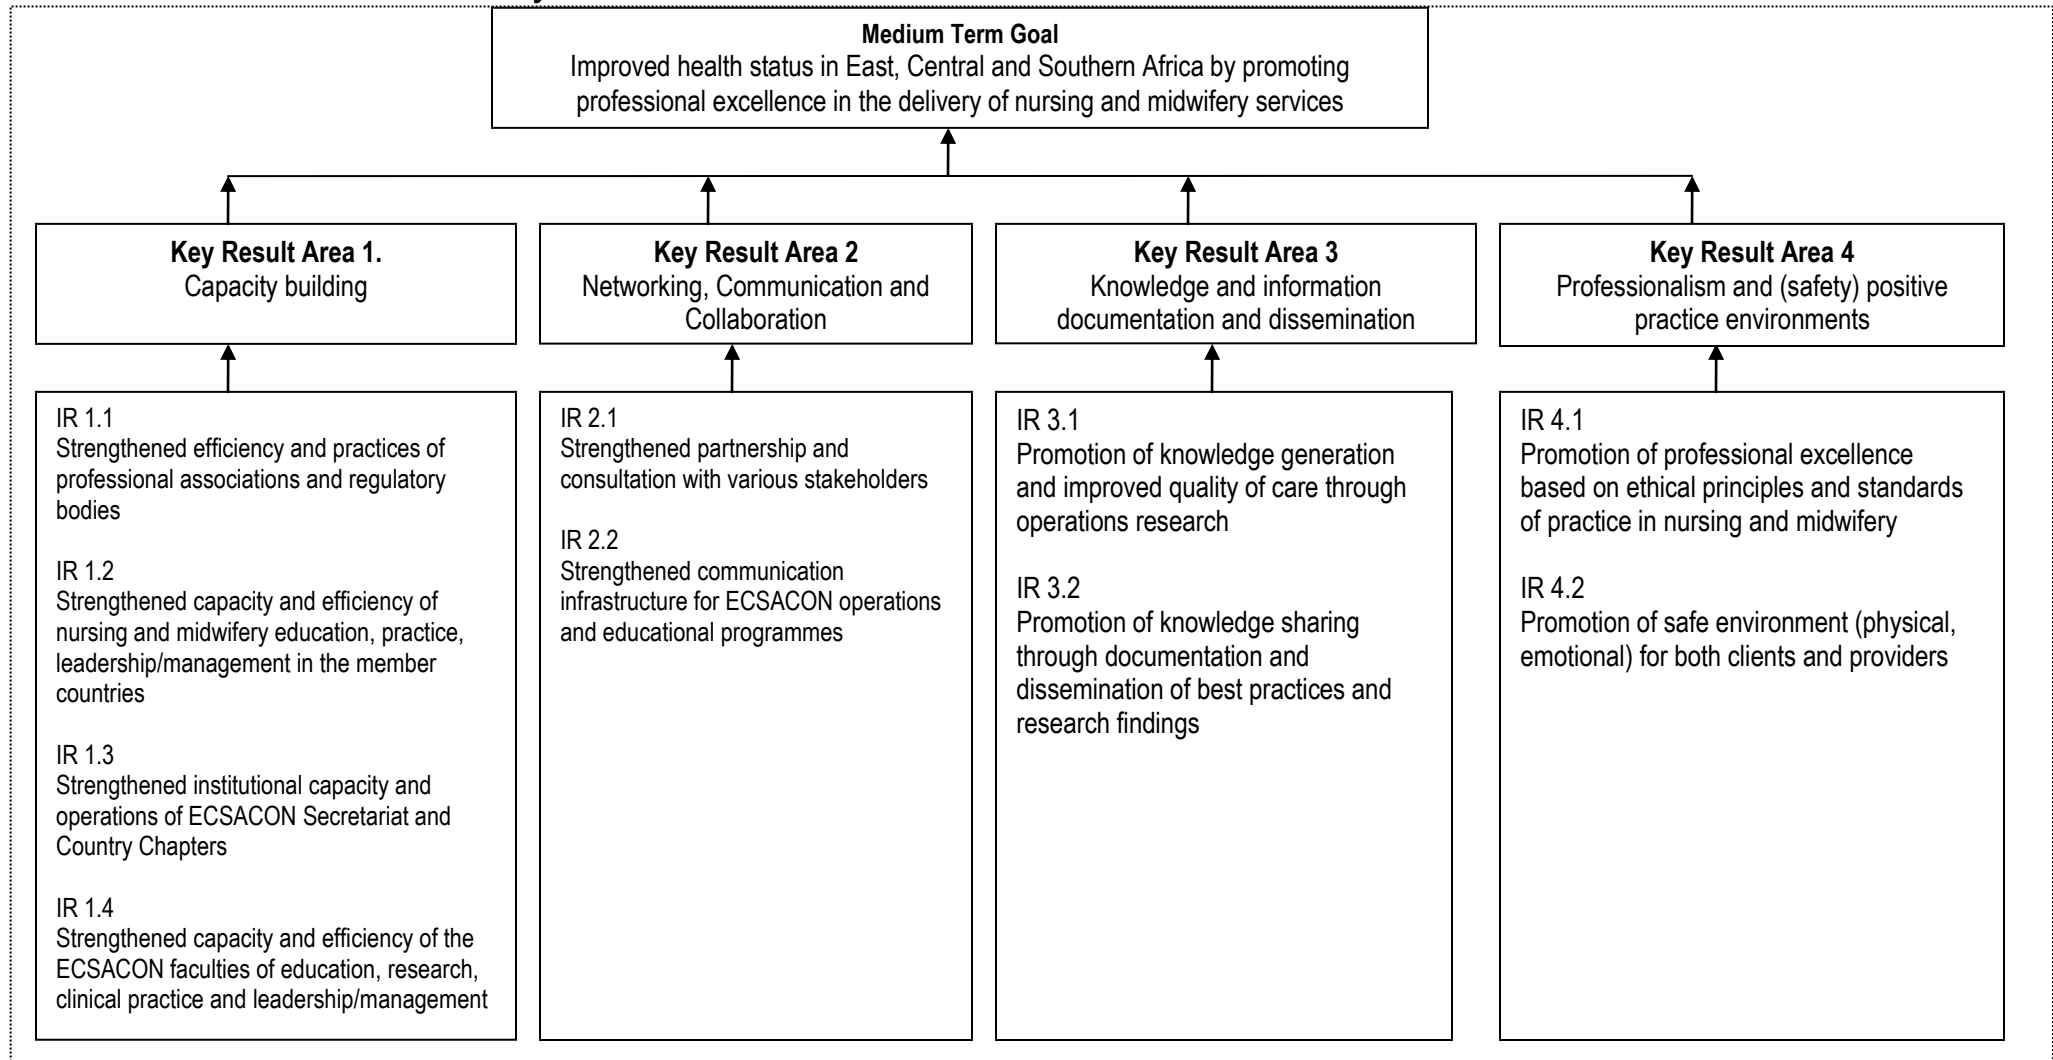 Medium Term Goal
Improved health status in East, Central and Southern Africa by promoting
professional excellence in the delivery of nursing and midwifery services
Key Result Area 1.
Capacity building
Key Result Area 2
Networking, Communication and
Collaboration
Key Result Area 3
Knowledge and information
documentation and dissemination
Key Result Area 4
Professionalism and (safety) positive
practice environments
IR 1.1
Strengthened efficiency and practices of
professional associations and regulatory
bodies
IR 1.2
Strengthened capacity and efficiency of
nursing and midwifery education, practice,
leadership/management in the member
countries
IR 1.3
Strengthened institutional capacity and
operations of ECSACON Secretariat and
Country Chapters
IR 1.4
Strengthened capacity and efficiency of the
ECSACON faculties of education, research,
clinical practice and leadership/management
IR 2.1
Strengthened partnership and
consultation with various stakeholders
IR 2.2
Strengthened communication
infrastructure for ECSACON operations
and educational programmes
IR 3.1
Promotion of knowledge generation
and improved quality of care through
operations research
IR 3.2
Promotion of knowledge sharing
through documentation and
dissemination of best practices and
research findings
IR 4.1
Promotion of professional excellence
based on ethical principles and standards
of practice in nursing and midwifery
IR 4.2
Promotion of safe environment (physical,
emotional) for both clients and providers